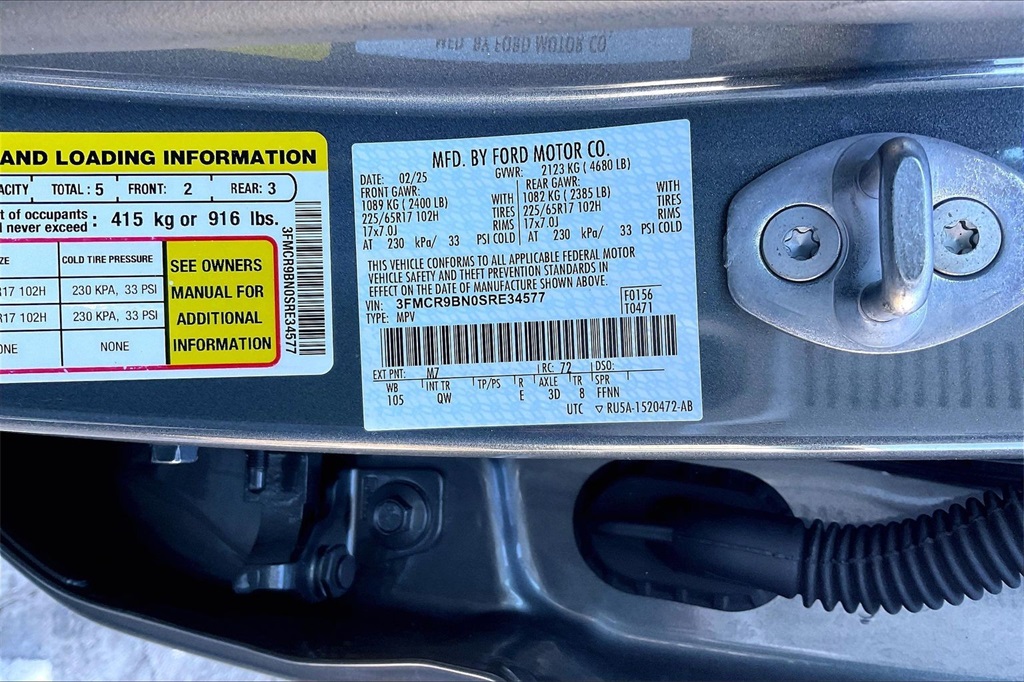 AND LOADING INFORMATION
ACITY TOTAL : 5 FRONT: 2 REAR: 3
t of occupants
d never exceed : 415 kg or 916 lbs.
ZE COLD TIRE PRESSURE
R17 102H 230 KPA, 33 PSI
R17 102H 230 KPA, 33 PSI
ONE NONE
SEE OWNERS
MANUAL FOR
ADDITIONAL
INFORMATION
3FMCR9BN0SRE34577
MFD. BY FORD MOTOR CO.
MFD. BY FORD MOTOR CO.
DATE: 02/25 GVWR: 2123 KG ( 4680 LB)
FRONT GAWR: REAR GAWR:
1089 KG ( 2400 LB) WITH 1082 KG ( 2385 LB) WITH
225/65R17 102H TIRES 225/65R17 102H TIRES
17x7.0J RIMS 17x7.0J RIMS
AT 230 kPa/ 33 PSI COLD AT 230 kPa/ 33 PSI COLD
THIS VEHICLE CONFORMS TO ALL APPLICABLE FEDERAL MOTOR
VEHICLE SAFETY AND THEFT PREVENTION STANDARDS IN
EFFECT ON THE DATE OF MANUFACTURE SHOWN ABOVE.
VIN: 3FMCR9BN0SRE34577 F0156
TYPE: MPV T0471
EXT PNT: M7 RC: 72 DSO:
WB INT TR TP/PS R AXLE TR SPR
105 QW E 3D 8 FFNN
UTC ▽ RU5A-1520472-AB